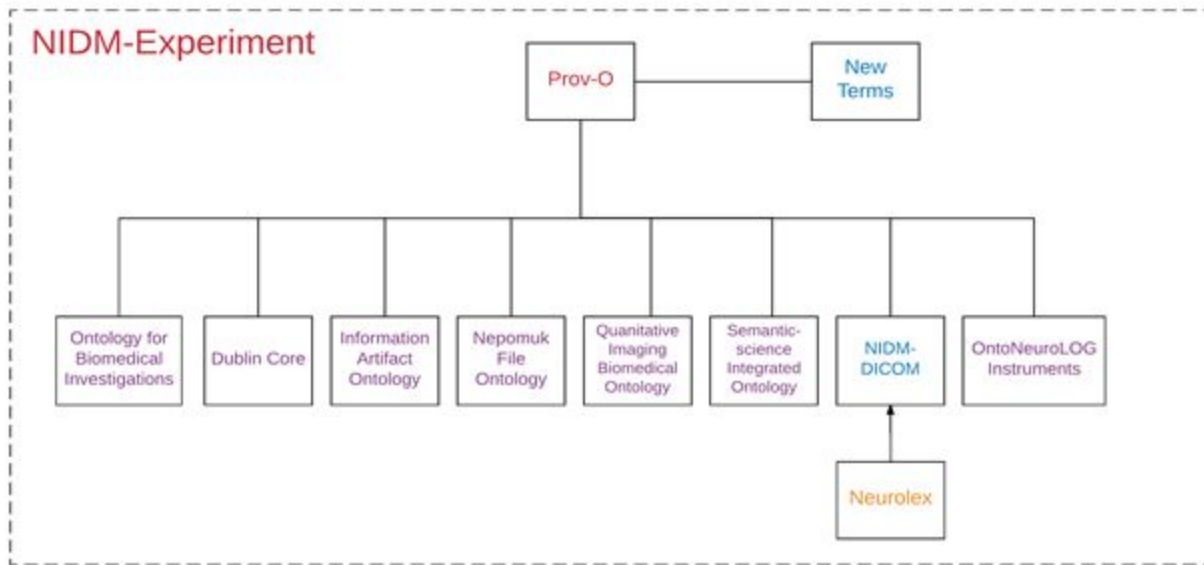 NIDM-Experiment
Prov-O
New
Terms
Ontology for
Biomedical
Investigations
Dublin Core
Information
Artifact
Ontology
Nepomuk
File
Ontology
Quanitative
Imaging
Biomedical
Ontology
Semantic-
science
Integrated
Ontology
NIDM-
DICOM
OntoNeuroLOG
Instruments
Neurolex